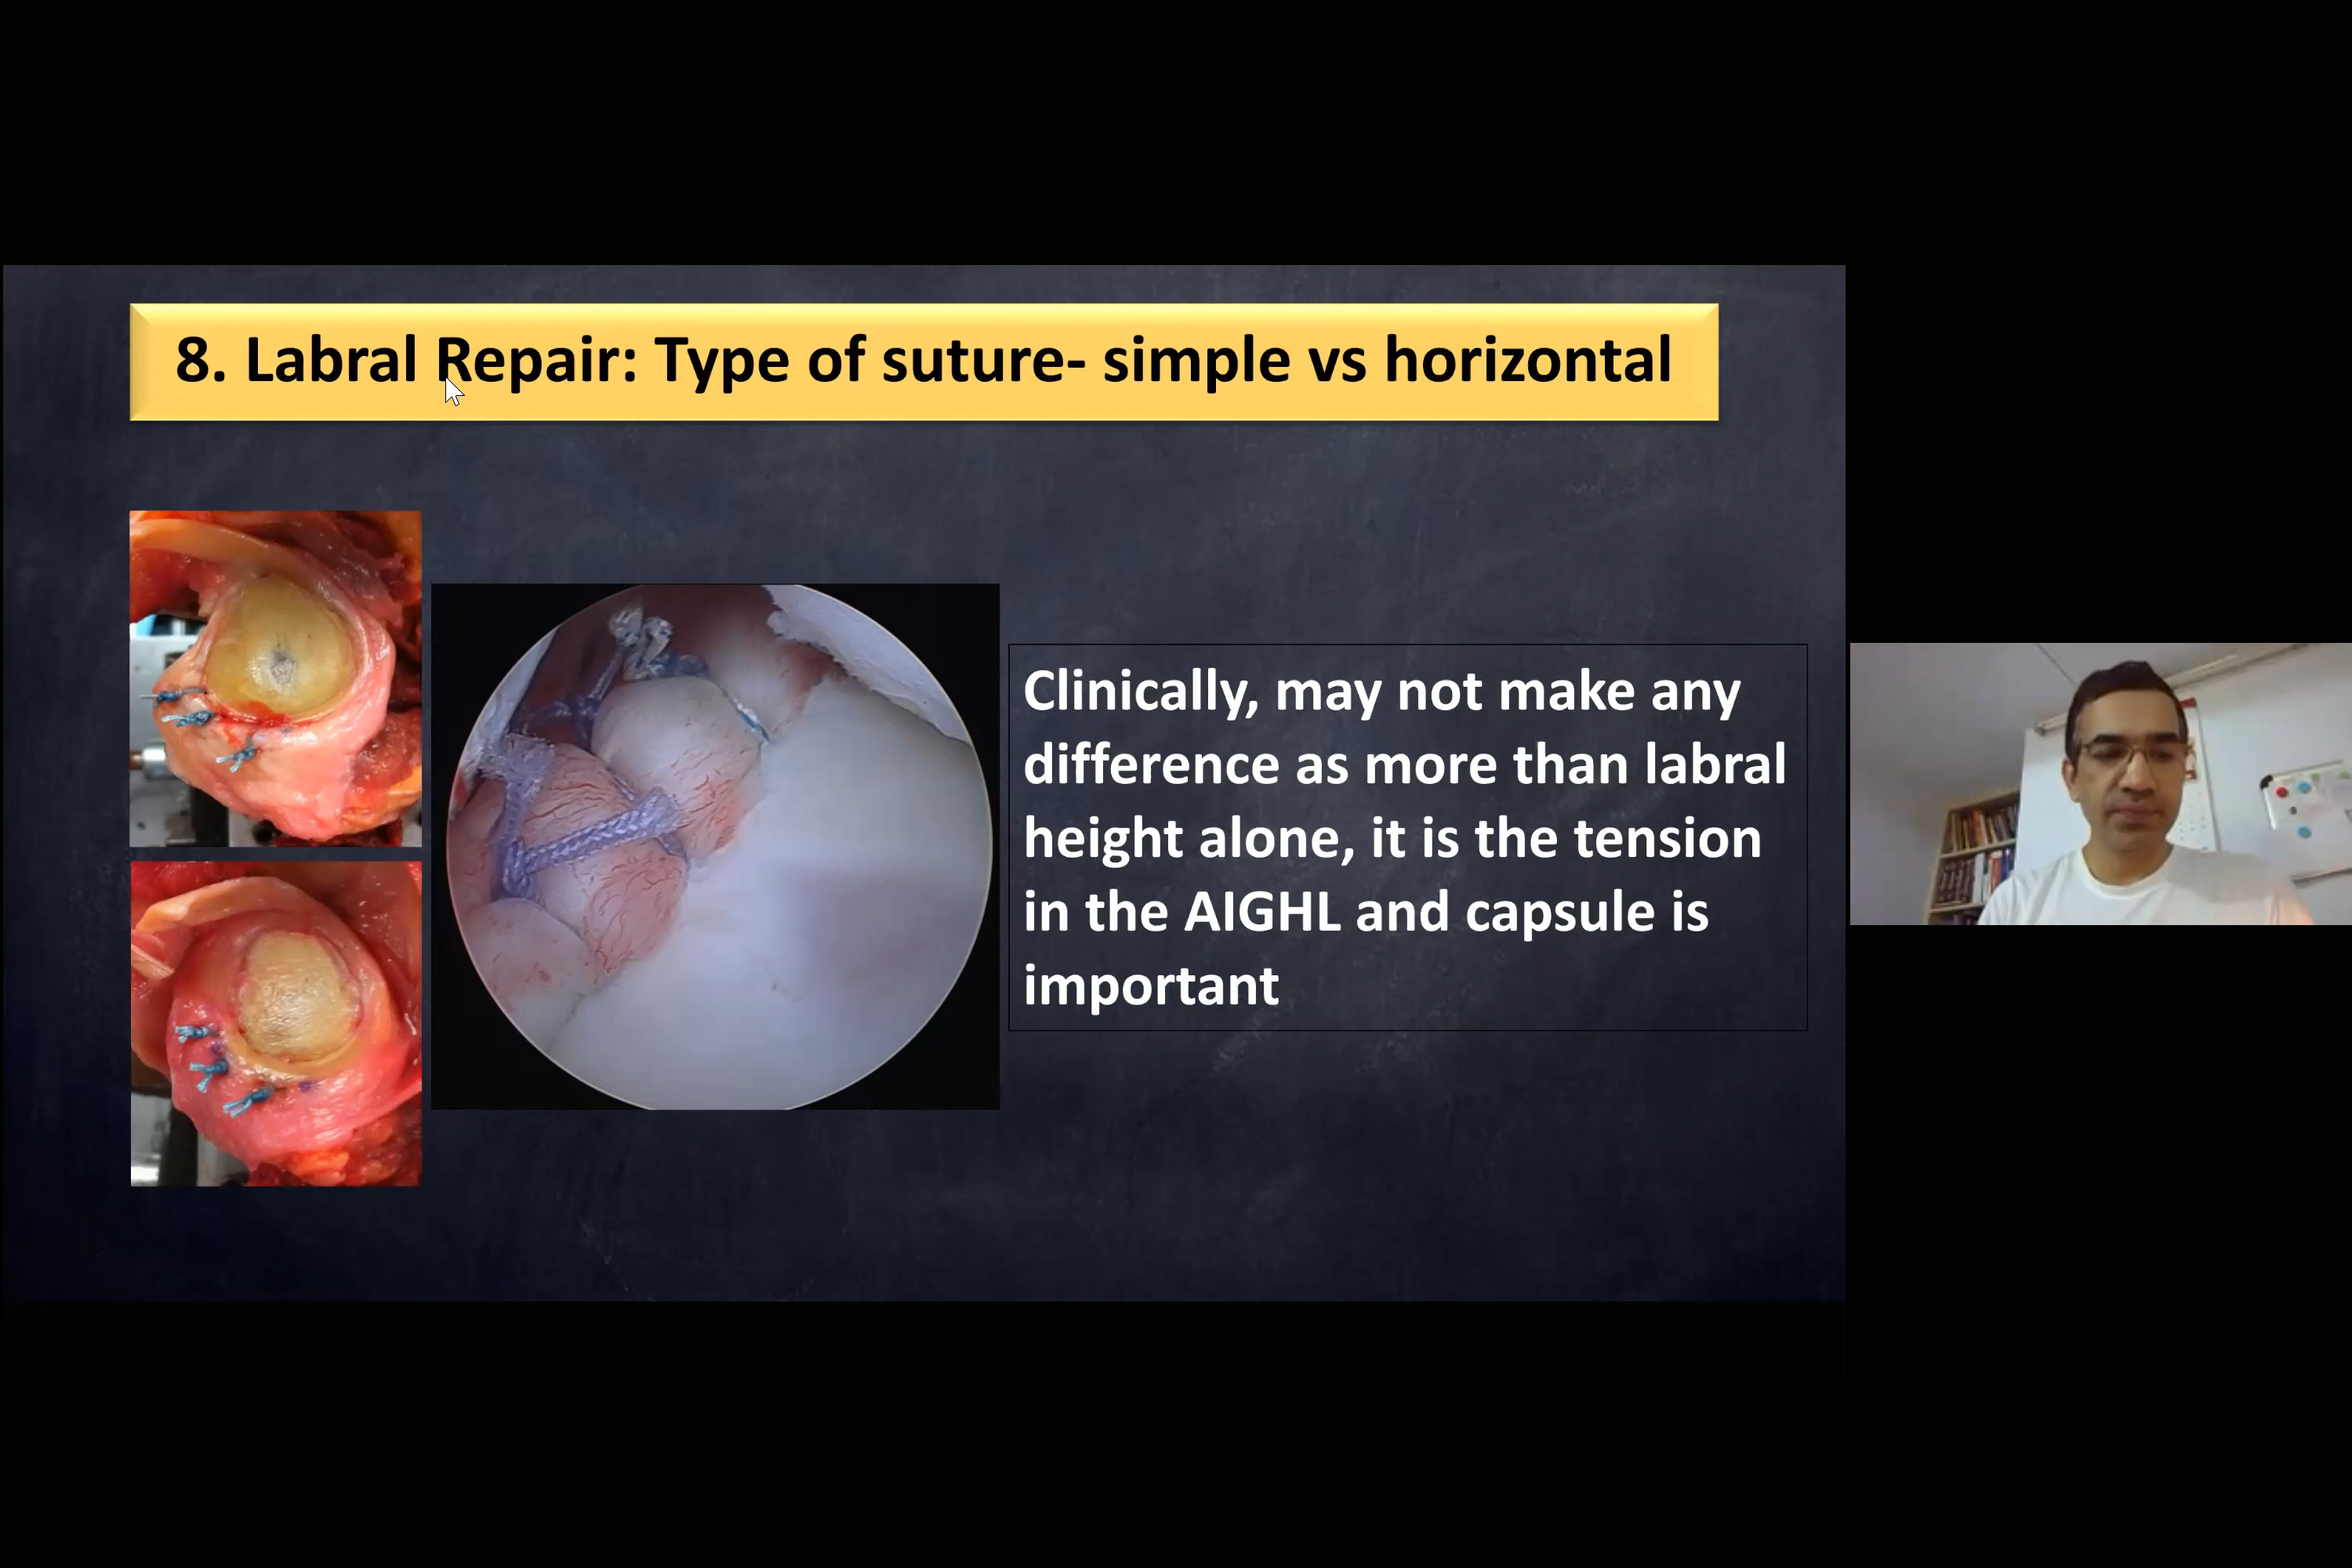 8. Labral Repair: Type of suture- simple vs horizontal
Clinically, may not make any
difference as more than labral
height alone, it is the tension
in the AIGHL and capsule is
important